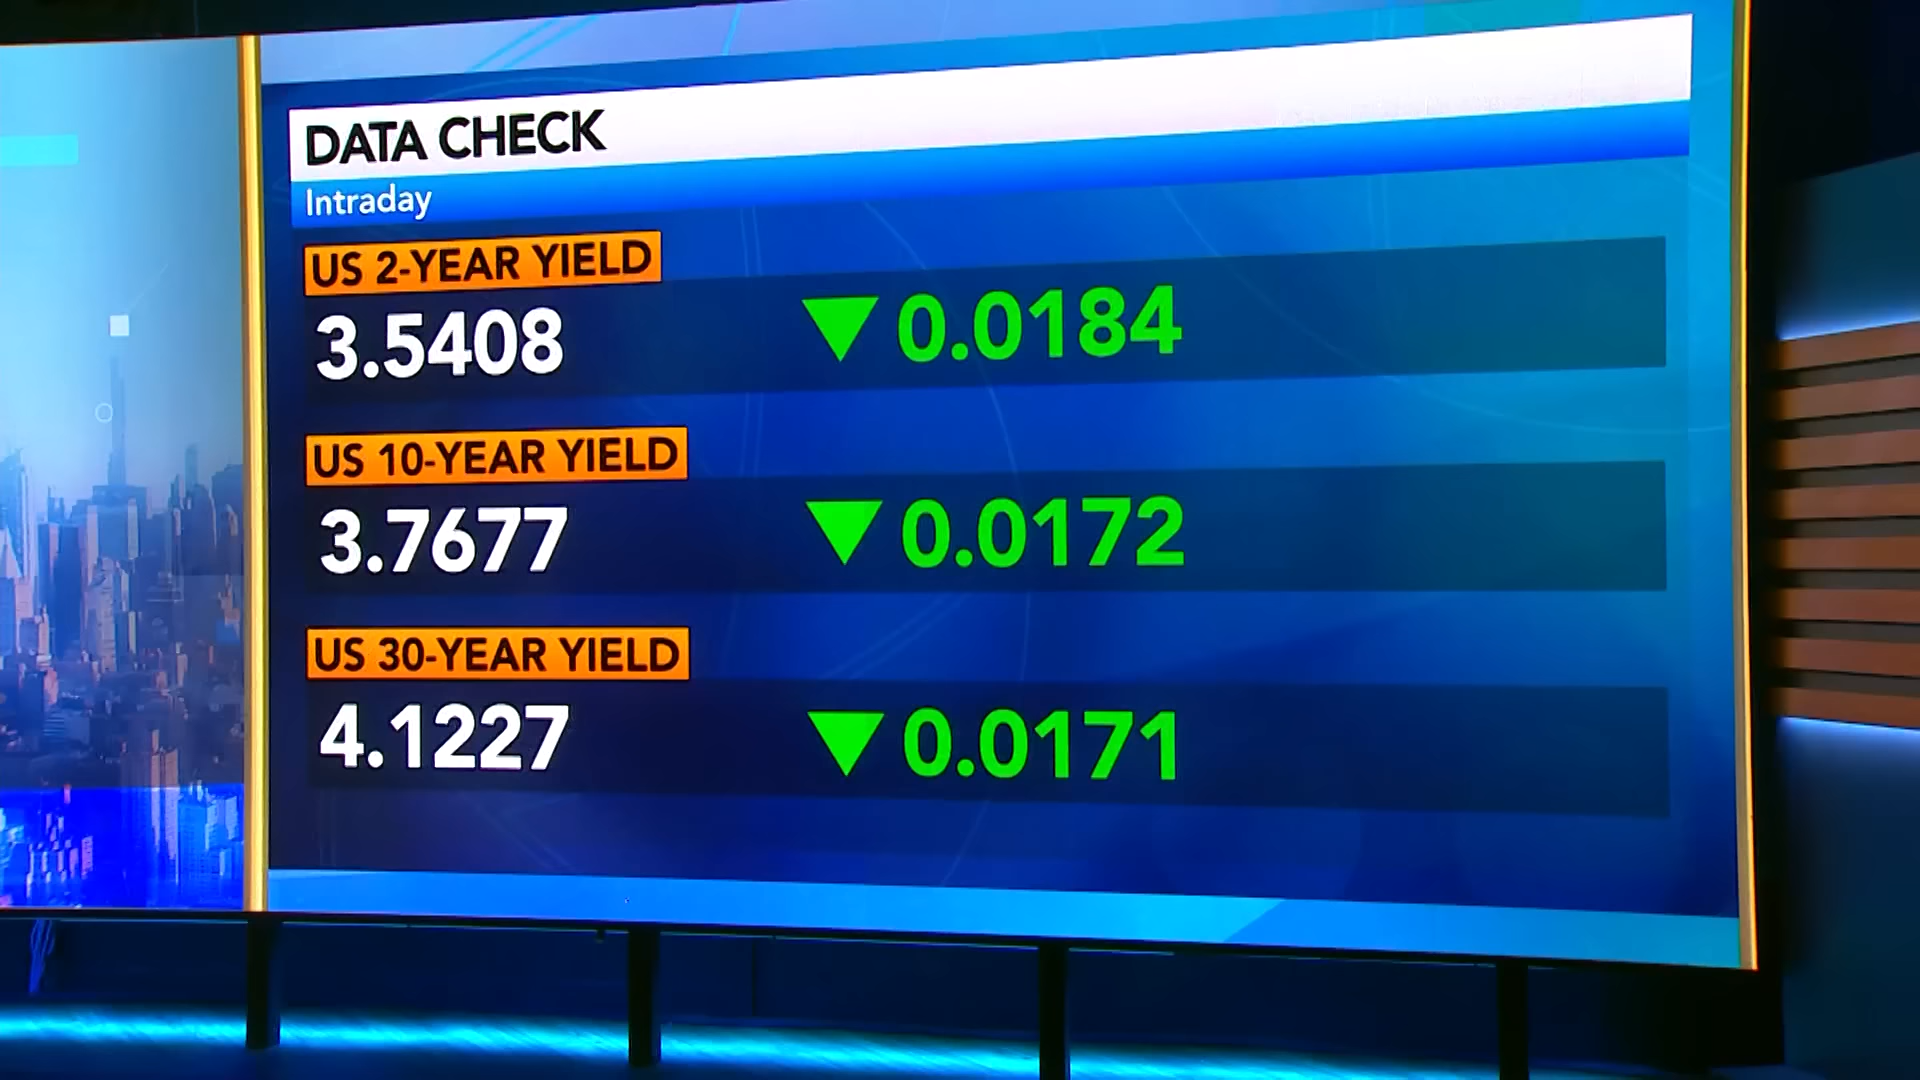 DATA CHECK
Intraday
US 2-YEAR YIELD
3.5408 ▼0.0184
US 10-YEAR YIELD
3.7677 ▼0.0172
US 30-YEAR YIELD
4.1227 ▼0.0171